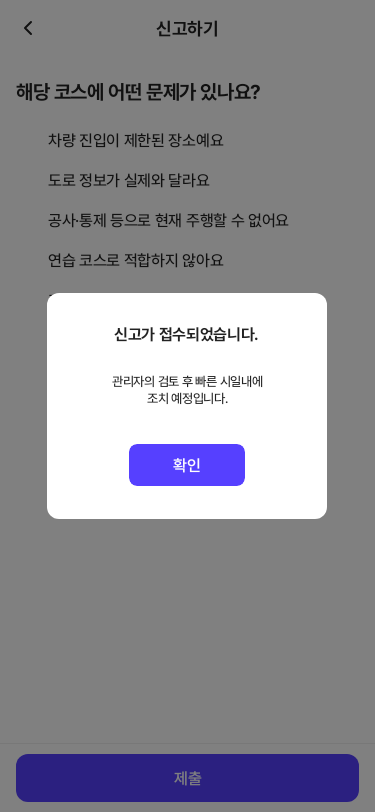 신고하기
해당 코스에 어떤 문제가 있나요?
차량 진입이 제한된 장소예요
도로 정보가 실제와 달라요
공사·통제 등으로 현재 주행할 수 없어요
연습 코스로 적합하지 않아요
신고가 접수되었습니다.
관리자의 검토 후 빠른 시일내에
조치 예정입니다.
확인
제출